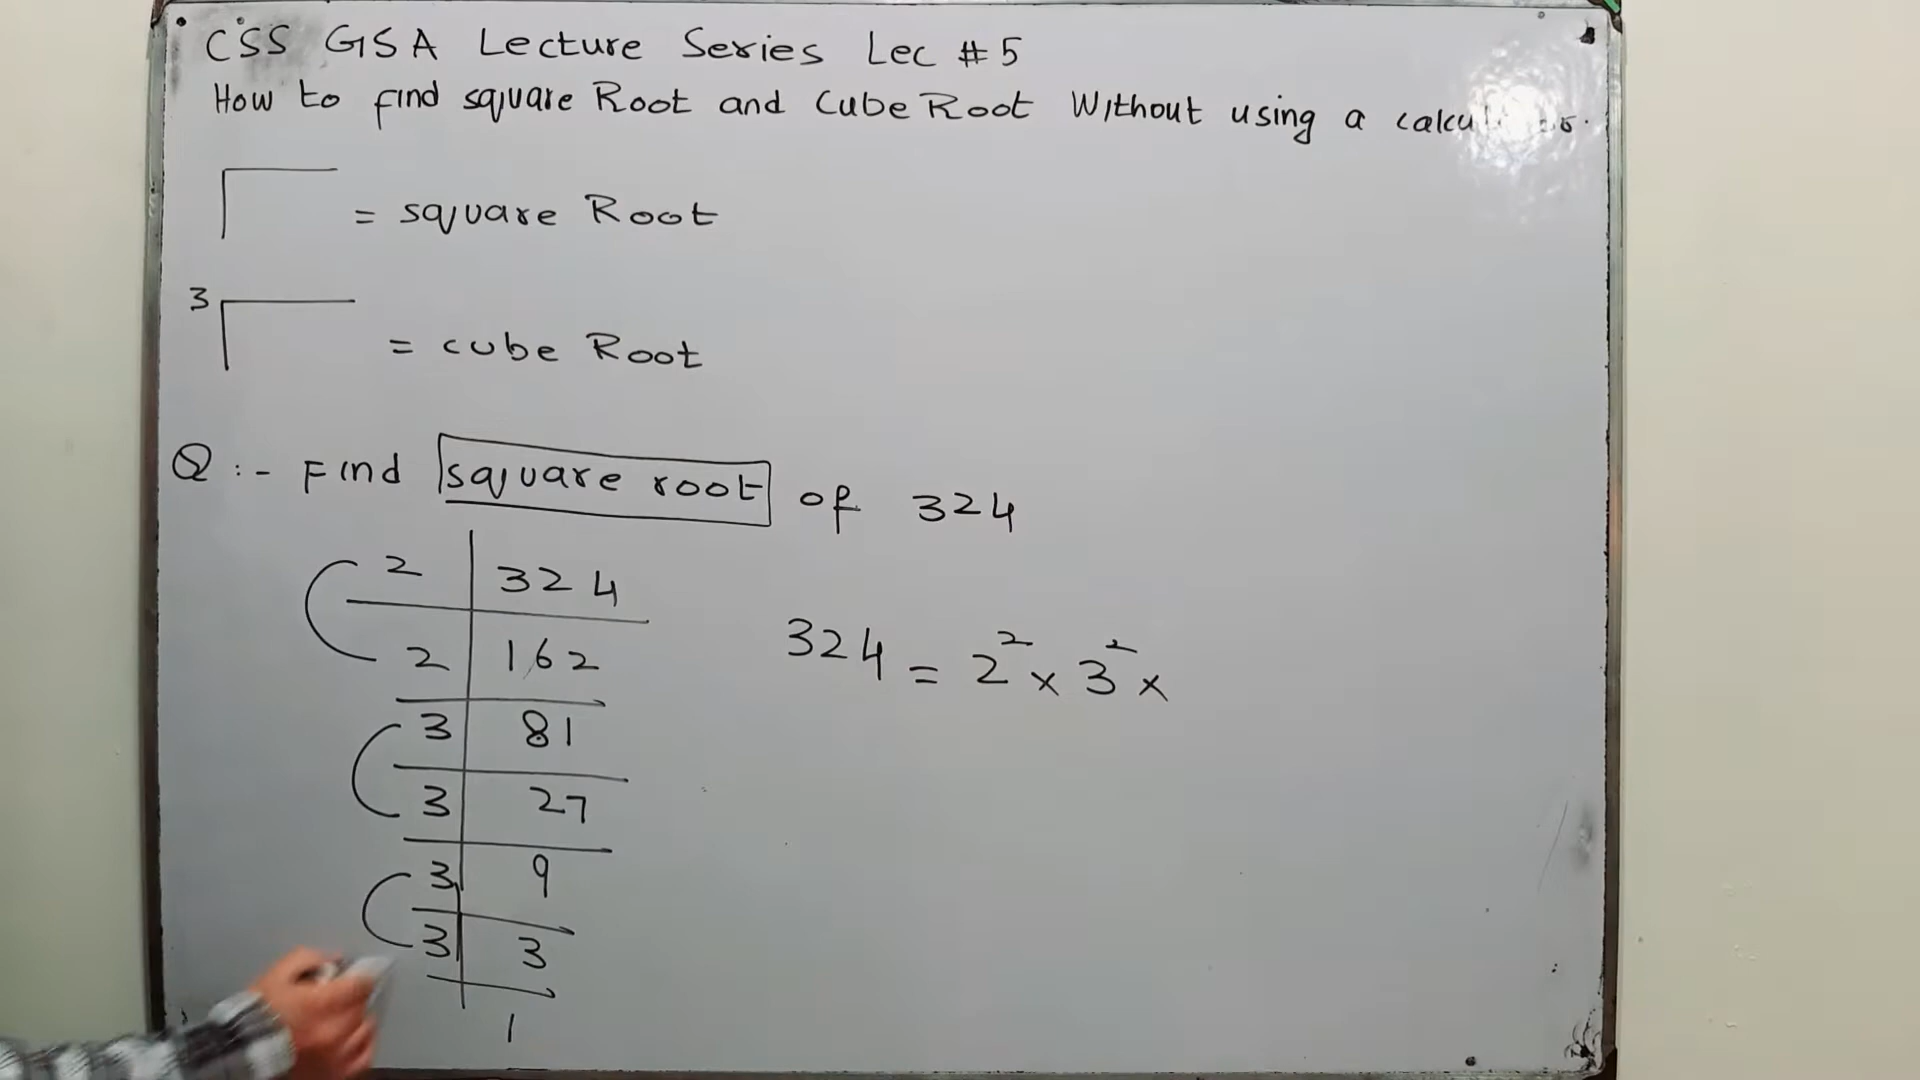 CSS GSA Lecture Series Lec #5
How to find square Root and Cube Root Without using a
= square Root
3
= cube Root
Q :- Find square root of 324
2 324
2 162
3 81
3 27
3 9
3 3
1
324 = 2² × 3² ×